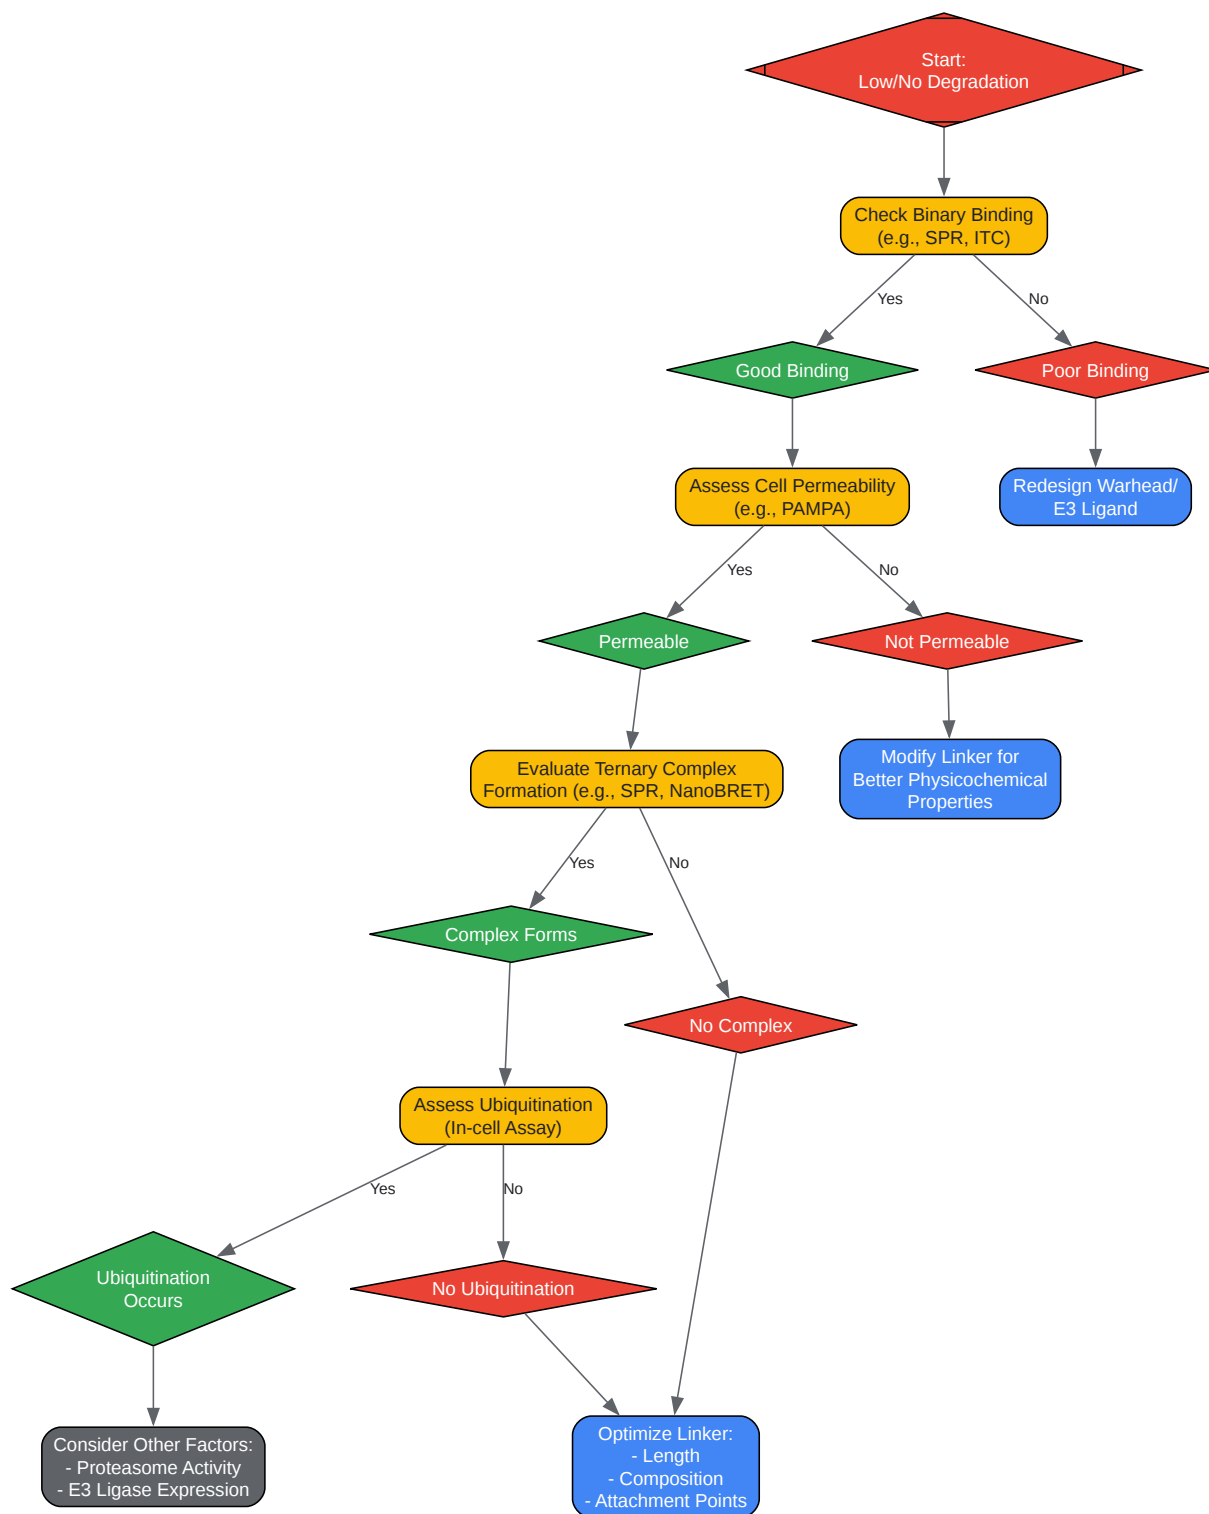 Start:
Low/No Degradation
Check Binary Binding
(e.g., SPR, ITC)
Yes
No
Good Binding
Poor Binding
Assess Cell Permeability
(e.g., PAMPA)
Redesign Warhead/
E3 Ligand
Yes
No
Permeable
Not Permeable
Evaluate Ternary Complex
Formation (e.g., SPR, NanoBRET)
Modify Linker for
Better Physicochemical
Properties
Yes
No
Complex Forms
No Complex
Assess Ubiquitination
(In-cell Assay)
Yes
No
Ubiquitination
Occurs
No Ubiquitination
Consider Other Factors:
- Proteasome Activity
- E3 Ligase Expression
Optimize Linker:
- Length
- Composition
- Attachment Points